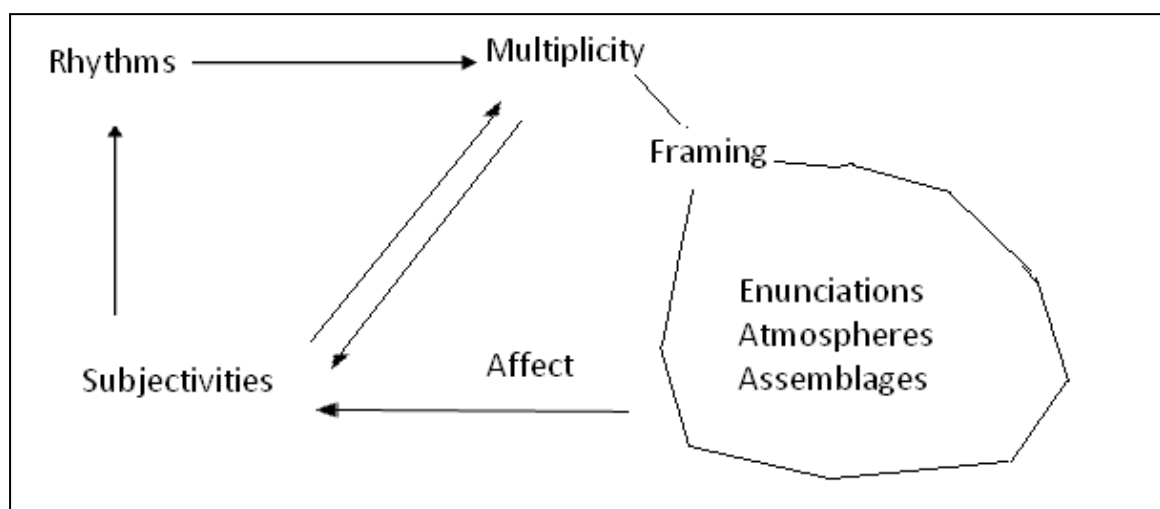 Rhythms
Multiplicity
Framing
Enunciations
Atmospheres
Assemblages
Affect
Subjectivities